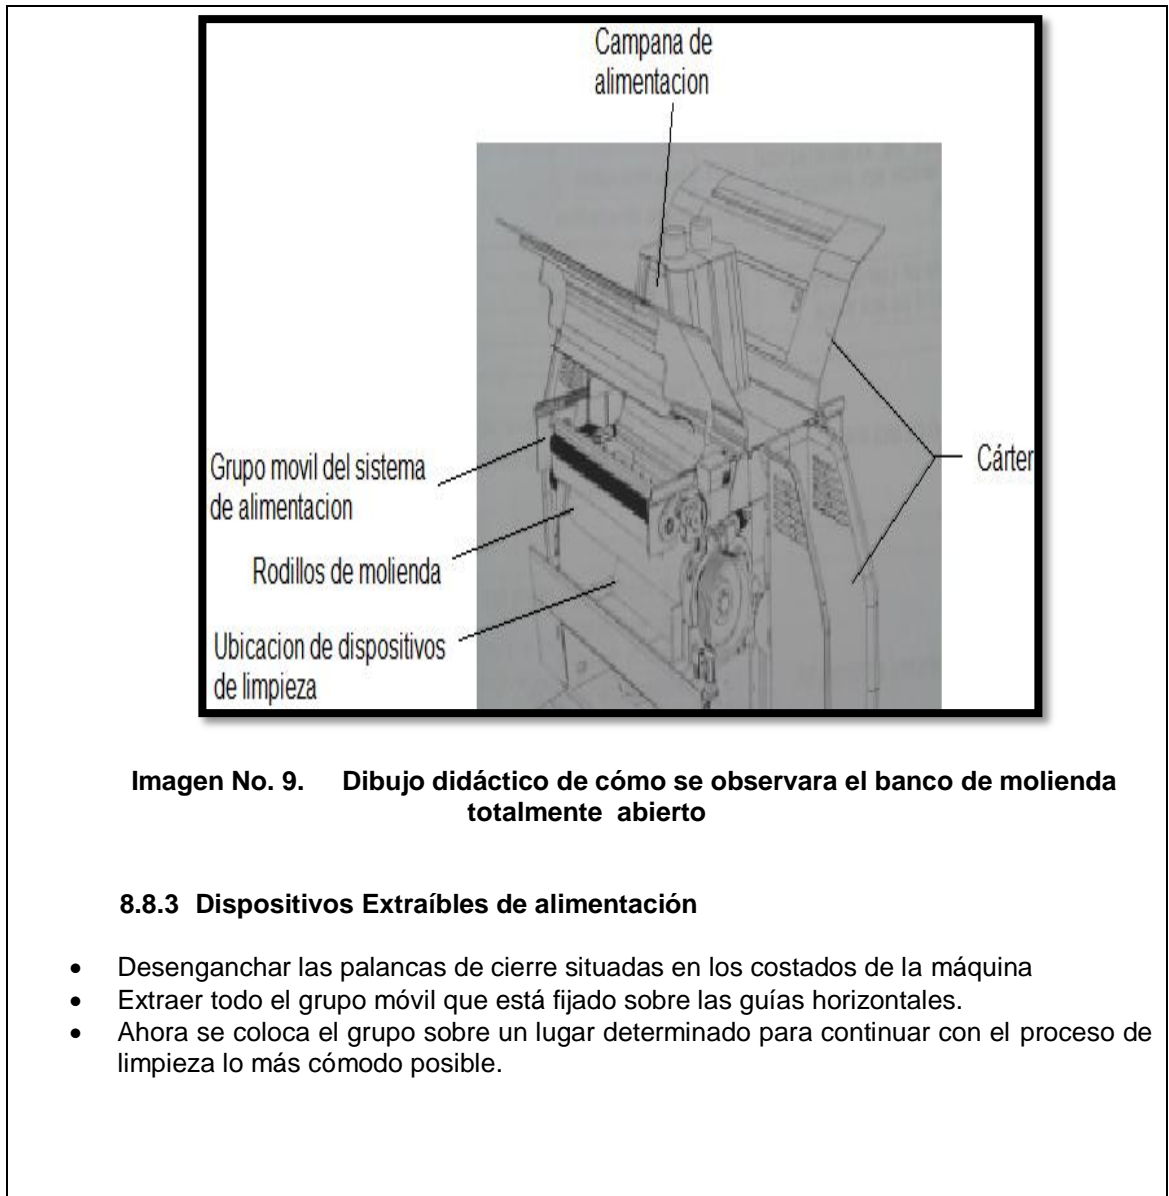 Campana de
alimentacion
Grupo movil del sistema
de alimentacion
Cárter
Rodillos de molienda
Ubicacion de dispositivos
de limpieza
Imagen No. 9. Dibujo didáctico de cómo se observara el banco de molienda
totalmente abierto
8.8.3 Dispositivos Extraíbles de alimentación
• Desenganchar las palancas de cierre situadas en los costados de la máquina
• Extraer todo el grupo móvil que está fijado sobre las guías horizontales.
• Ahora se coloca el grupo sobre un lugar determinado para continuar con el proceso de
limpieza lo más cómodo posible.